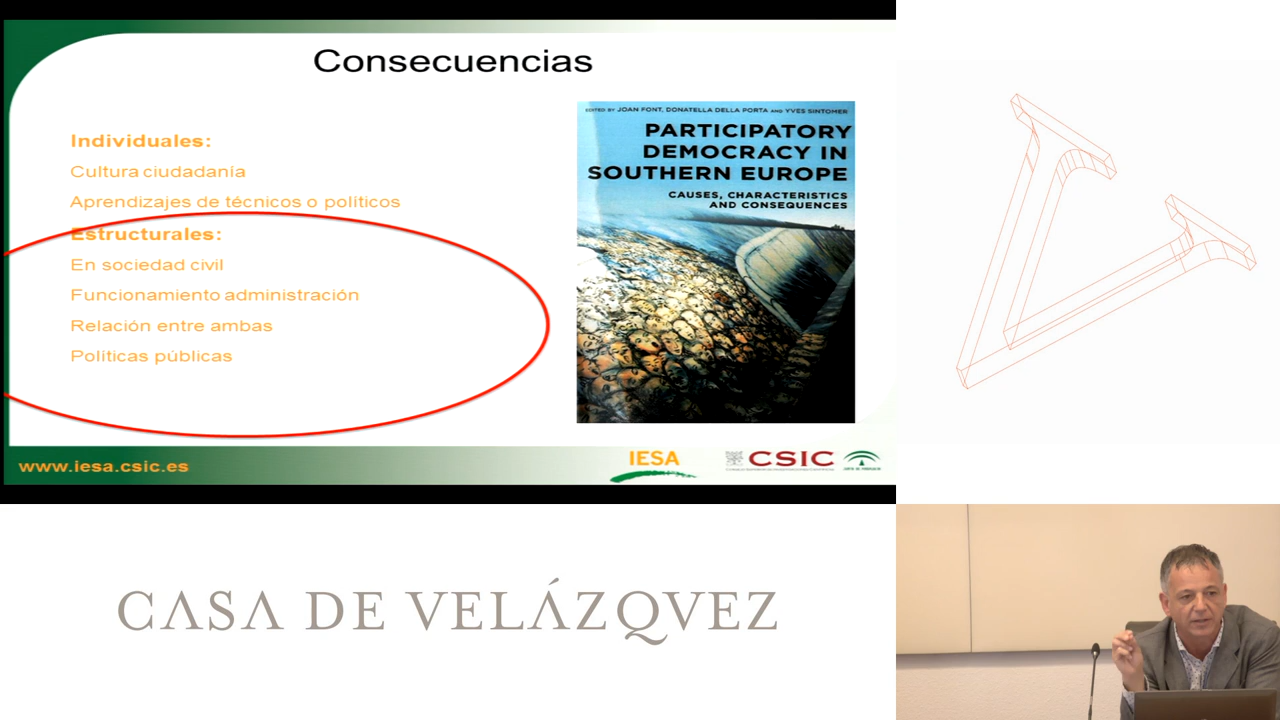 Consecuencias
Individuales:
Cultura ciudadanía
Aprendizajes de técnicos o políticos
Estructurales:
En sociedad civil
Funcionamiento administración
Relación entre ambas
Políticas públicas
EDITED BY JOAN FONT, DONATELLA DELLA PORTA AND YVES SINTOMER
PARTICIPATORY
DEMOCRACY IN
SOUTHERN EUROPE
CAUSES, CHARACTERISTICS
AND CONSEQUENCES
www.iesa.csic.es
IESA
CSIC
CASA DE VELÁZQVEZ